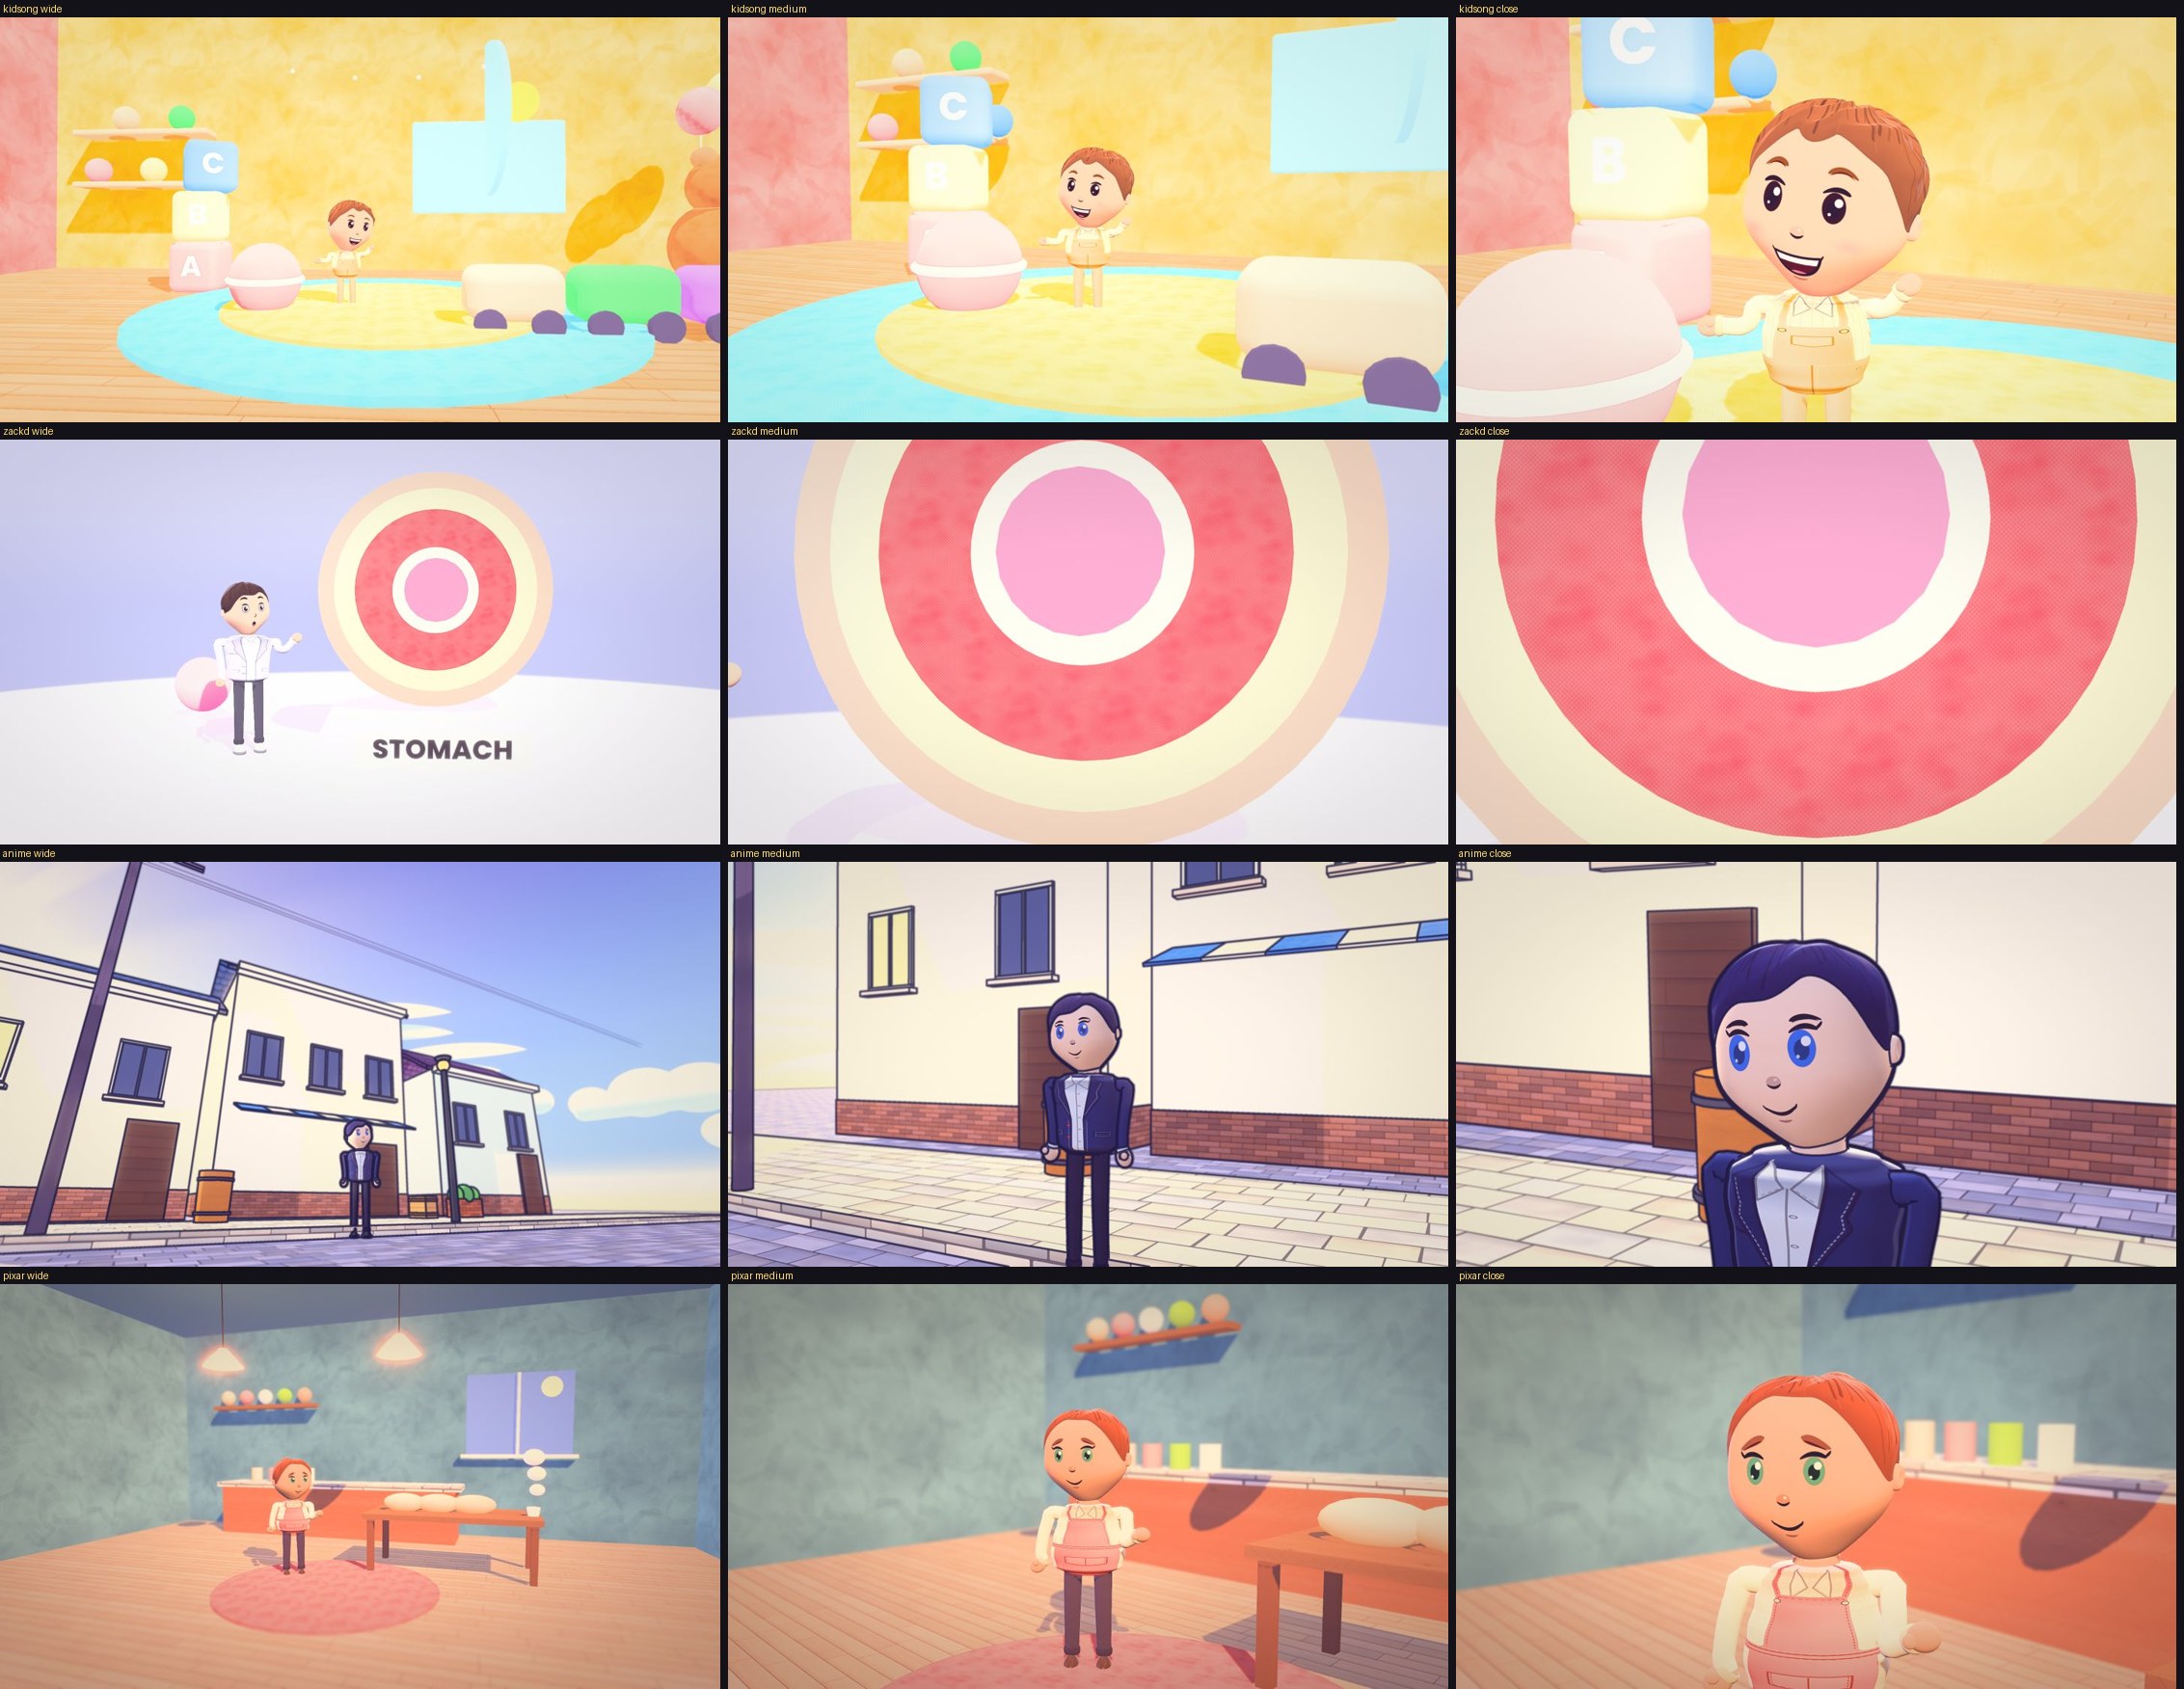 kidsong wide
kidsong medium
kidsong close
C
B
A
C
B
C
B
zackd wide
zackd medium
zackd close
STOMACH
anime wide
anime medium
anime close
pixar wide
pixar medium
pixar close